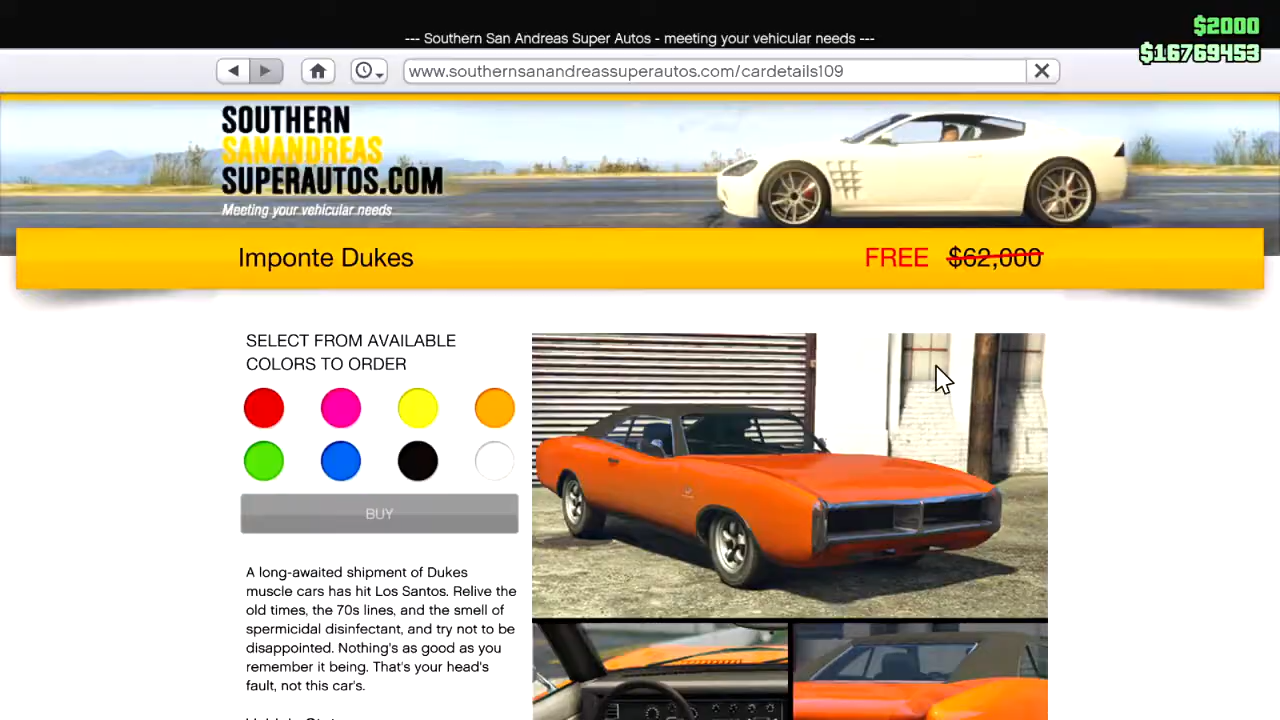 --- Southern San Andreas Super Autos - meeting your vehicular needs ---
$2000
$16769453
www.southernsanandreassuperautos.com/cardetails109
SOUTHERN
SANANDREAS
SUPERAUTOS.COM
Meeting your vehicular needs
Imponte Dukes
FREE $62,000
SELECT FROM AVAILABLE
COLORS TO ORDER
BUY
A long-awaited shipment of Dukes
muscle cars has hit Los Santos. Relive the
old times, the 70s lines, and the smell of
spermicidal disinfectant, and try not to be
disappointed. Nothing's as good as you
remember it being. That's your head's
fault, not this car's.